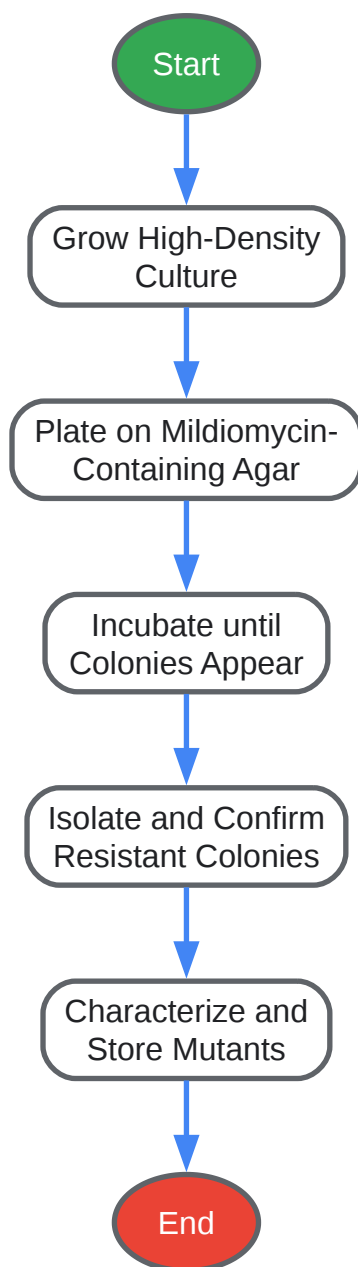 Start
Grow High-Density
Culture
Plate on Mildiomycin-
Containing Agar
Incubate until
Colonies Appear
Isolate and Confirm
Resistant Colonies
Characterize and
Store Mutants
End